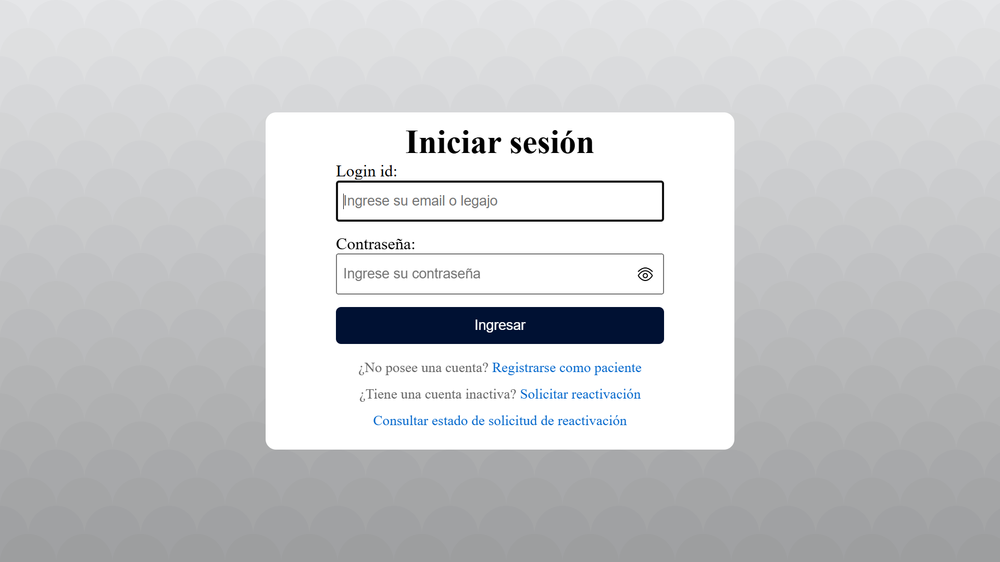 Iniciar sesión
Login id:
Ingrese su email o legajo
Contraseña:
Ingrese su contraseña
Ingresar
¿No posee una cuenta? Registrarse como paciente
¿Tiene una cuenta inactiva? Solicitar reactivación
Consultar estado de solicitud de reactivación